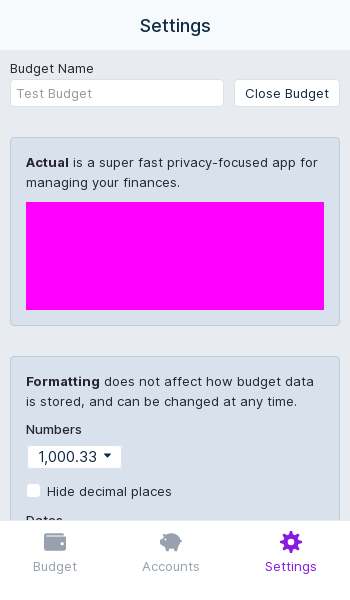 Settings
Budget Name
Test Budget
Close Budget
Actual is a super fast privacy-focused app for
managing your finances.
Formatting does not affect how budget data
is stored, and can be changed at any time.
Numbers
1,000.33
Hide decimal places
Dates
Budget
Accounts
Settings